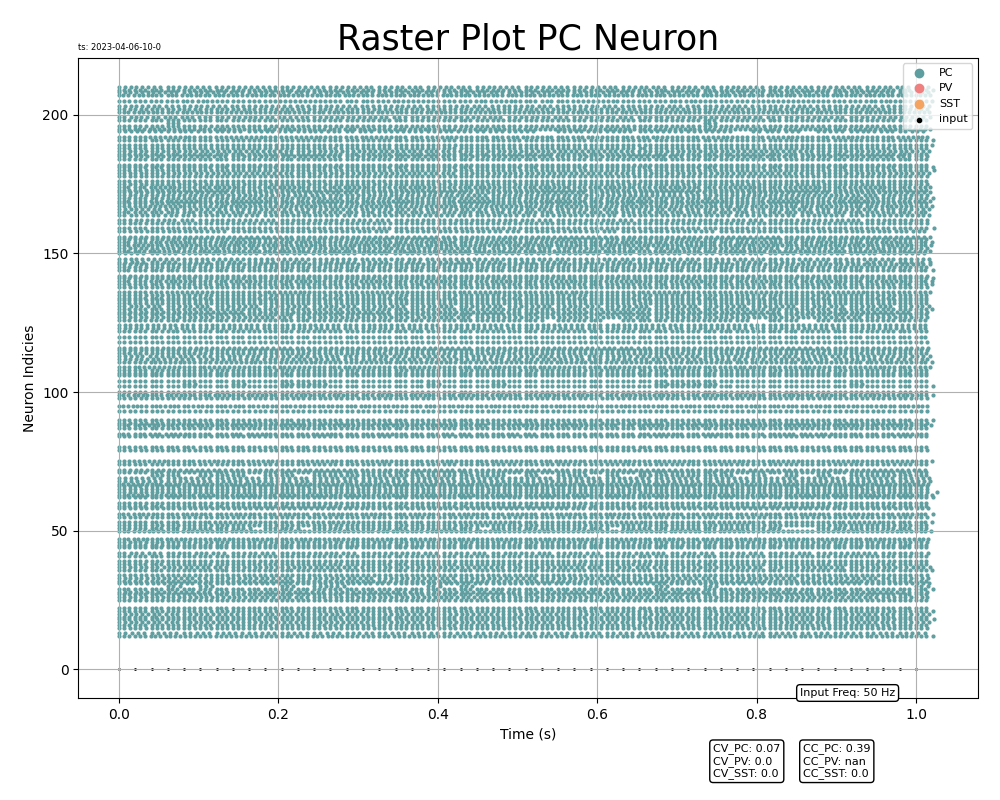 Raster Plot PC Neuron
ts: 2023-04-06-10-0
PC
PV
SST
input
200
150
100
50
0
Neuron Indicies
Input Freq: 50 Hz
0.0 0.2 0.4 0.6 0.8 1.0
Time (s)
CV_PC: 0.07
CV_PV: 0.0
CV_SST: 0.0
CC_PC: 0.39
CC_PV: nan
CC_SST: 0.0